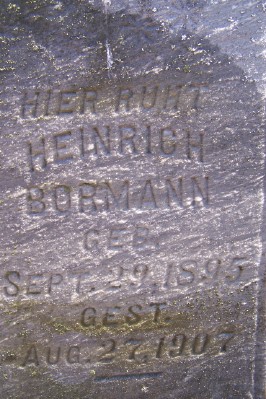 HIER RUHT
HEINRICH
BORMANN
GEB.
SEPT. 29, 1895
GEST.
AUG. 27, 1907